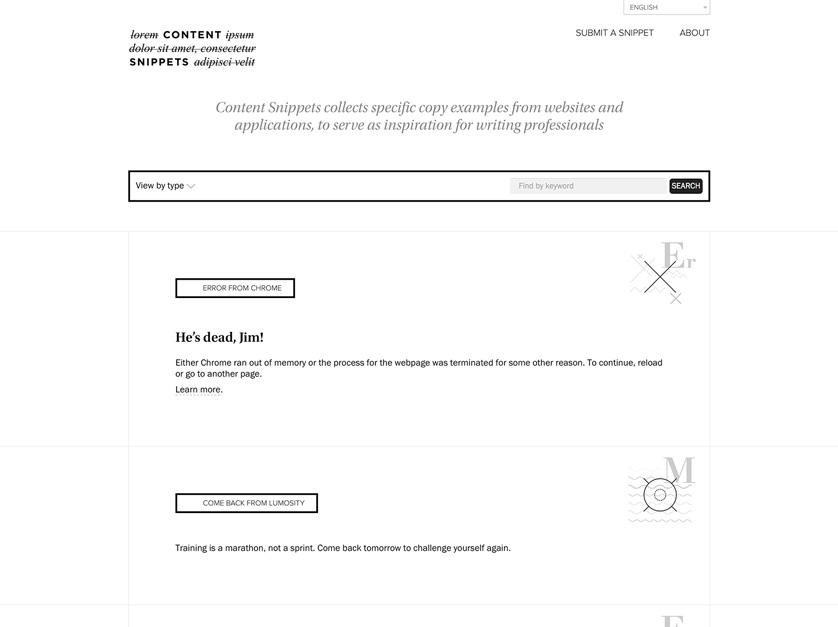 ENGLISH
lorem CONTENT ipsum
dolor sit amet, consectetur
SNIPPETS adipisci velit
SUBMIT A SNIPPET ABOUT
Content Snippets collects specific copy examples from websites and
applications, to serve as inspiration for writing professionals
View by type Find by keyword SEARCH
Er
ERROR FROM CHROME
He's dead, Jim!
Either Chrome ran out of memory or the process for the webpage was terminated for some other reason. To continue, reload
or go to another page.
Learn more.
M
COME BACK FROM LUMOSITY
Training is a marathon, not a sprint. Come back tomorrow to challenge yourself again.